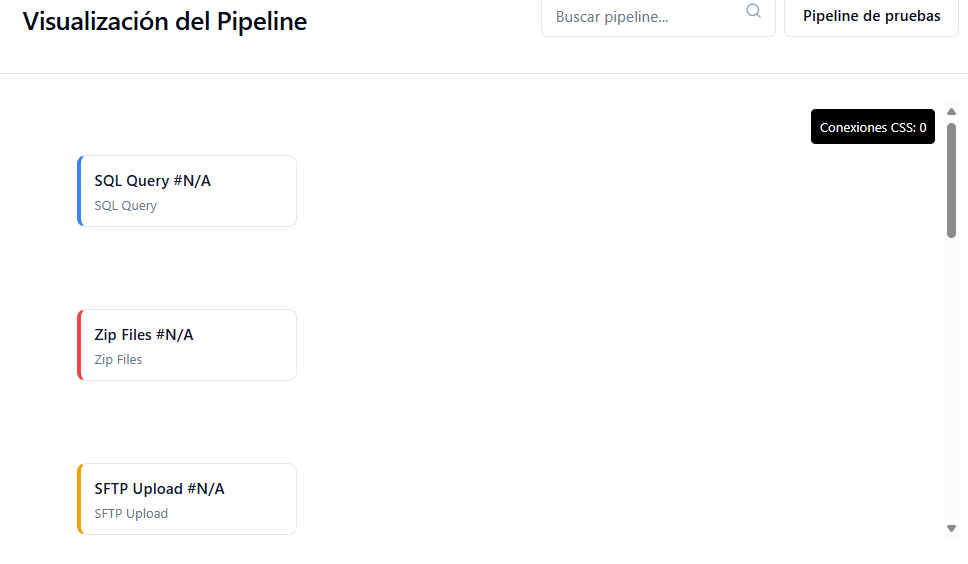 Visualización del Pipeline
Buscar pipeline...
Pipeline de pruebas
Conexiones CSS: 0
SQL Query #N/A
SQL Query
Zip Files #N/A
Zip Files
SFTP Upload #N/A
SFTP Upload